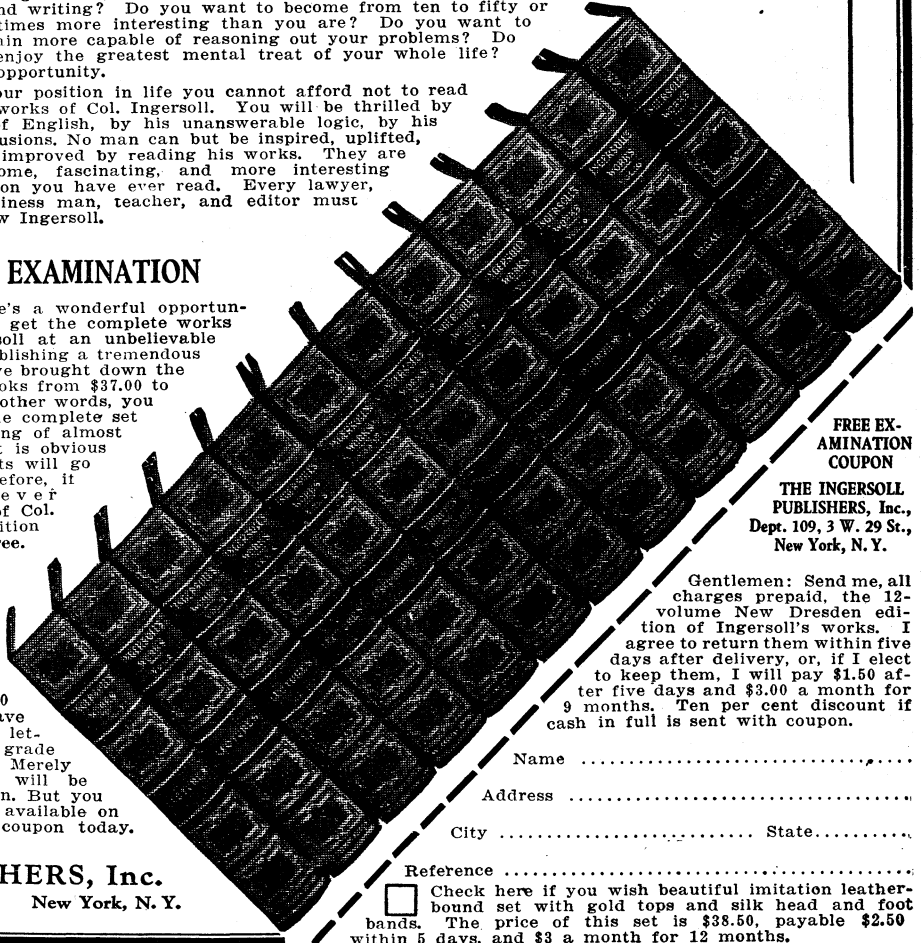 nd writing? Do you want to become from ten to fifty or
times more interesting than you are? Do you want to
in more capable of reasoning out your problems? Do
enjoy the greatest mental treat of your whole life?
opportunity.
our position in life you cannot afford not to read
works of Col. Ingersoll. You will be thrilled by
f English, by his unanswerable logic, by his
usions. No man can but be inspired, uplifted,
improved by reading his works. They are
ome, fascinating, and more interesting
on you have ever read. Every lawyer,
iness man, teacher, and editor must
w Ingersoll.
EXAMINATION
e's a wonderful opportun-
get the complete works
soll at an unbelievable
blishing a tremendous
ve brought down the
oks from $37.00 to
other words, you
e complete set
ng of almost
t is obvious
ts will go
efore, it
e v e r
of Col.
ition
ree.
0
ave
let-
grade
Merely
will be
n. But you
available on
coupon today.
HERS, Inc.
New York, N. Y.
FREE EX-
AMINATION
COUPON
THE INGERSOLL
PUBLISHERS, Inc.,
Dept. 109, 3 W. 29 St.,
New York, N. Y.
Gentlemen: Send me, all
charges prepaid, the 12-
volume New Dresden edi-
tion of Ingersoll's works. I
agree to return them within five
days after delivery, or, if I elect
to keep them, I will pay $1.50 af-
ter five days and $3.00 a month for
9 months. Ten per cent discount if
cash in full is sent with coupon.
Name
Address
City State
Reference
Check here if you wish beautiful imitation leather-
bound set with gold tops and silk head and foot
bands. The price of this set is $38.50, payable $2.50
within 5 days, and $3 a month for 12 months.